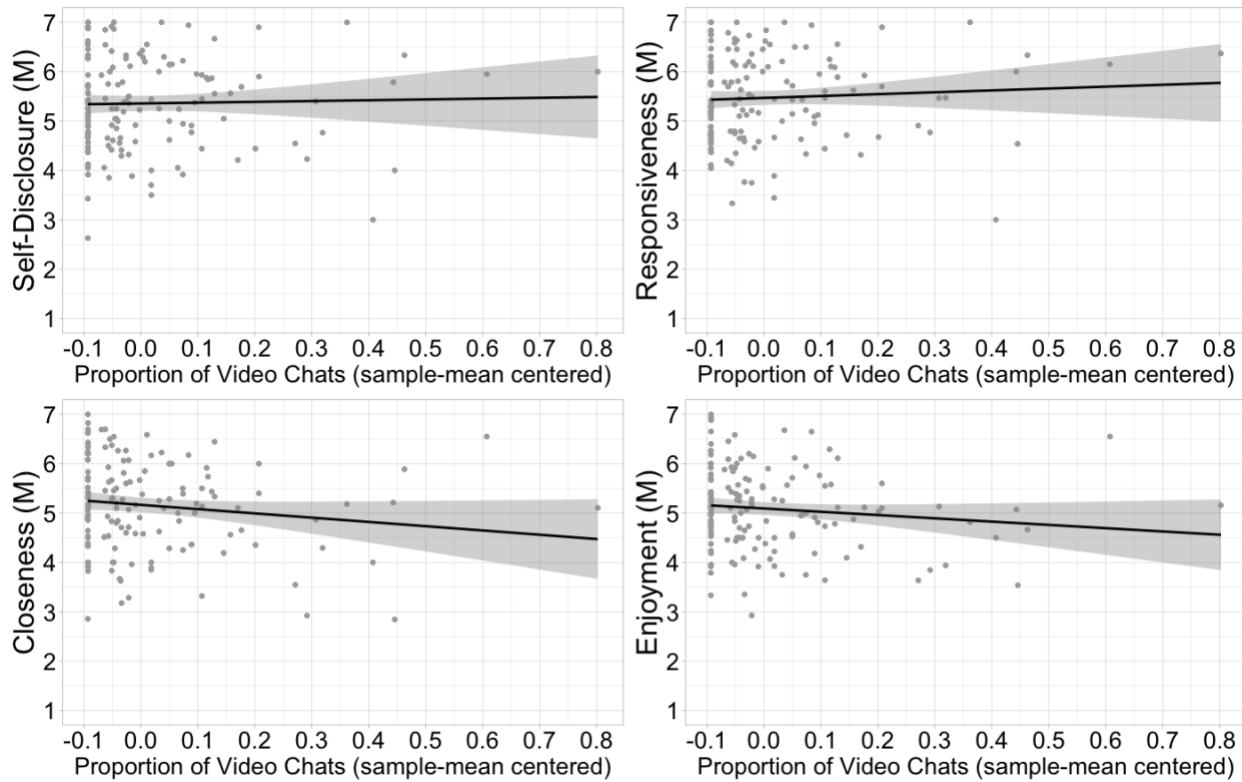 Self-Disclosure (M)
7
6
5
4
3
2
1
-0.1 0.0 0.1 0.2 0.3 0.4 0.5 0.6 0.7 0.8
Proportion of Video Chats (sample-mean centered)
Responsiveness (M)
7
6
5
4
3
2
1
-0.1 0.0 0.1 0.2 0.3 0.4 0.5 0.6 0.7 0.8
Proportion of Video Chats (sample-mean centered)
Closeness (M)
7
6
5
4
3
2
1
-0.1 0.0 0.1 0.2 0.3 0.4 0.5 0.6 0.7 0.8
Proportion of Video Chats (sample-mean centered)
Enjoyment (M)
7
6
5
4
3
2
1
-0.1 0.0 0.1 0.2 0.3 0.4 0.5 0.6 0.7 0.8
Proportion of Video Chats (sample-mean centered)